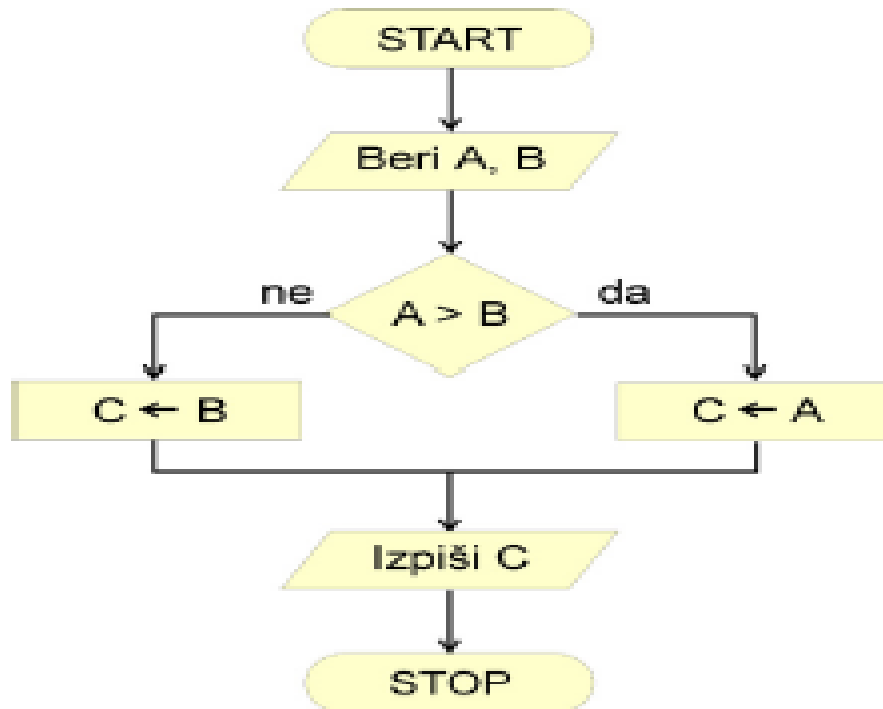 START
Beri A, B
ne
A > B
da
C ← B
C ← A
Izpiši C
STOP